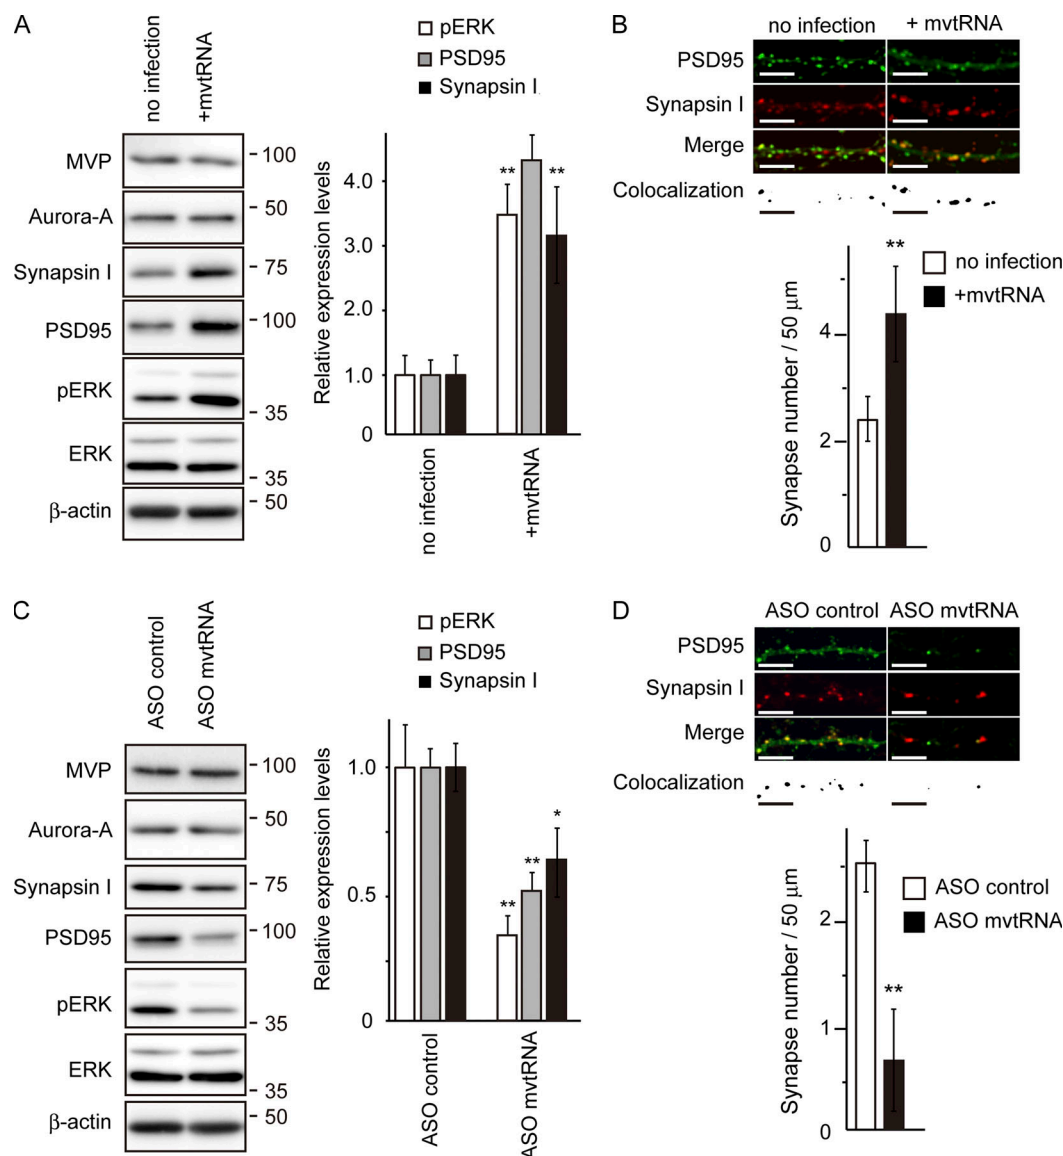 A
no infection
+mvtRNA
MVP
- 100
Aurora-A
- 50
Synapsin I
- 75
PSD95
- 100
pERK
- 35
ERK
- 35
β-actin
- 50
pERK
PSD95
Synapsin I
Relative expression levels
4.0
3.0
2.0
1.0
0
**
**
no infection
+mvtRNA
B
no infection
+ mvtRNA
PSD95
Synapsin I
Merge
Colocalization
Synapse number / 50 µm
4
2
0
**
no infection
+mvtRNA
C
ASO control
ASO mvtRNA
MVP
- 100
Aurora-A
- 50
Synapsin I
- 75
PSD95
- 100
pERK
- 35
ERK
- 35
β-actin
- 50
pERK
PSD95
Synapsin I
Relative expression levels
1.0
0.5
0
**
**
*
ASO control
ASO mvtRNA
D
ASO control
ASO mvtRNA
PSD95
Synapsin I
Merge
Colocalization
Synapse number / 50 µm
2
1
0
**
ASO control
ASO mvtRNA